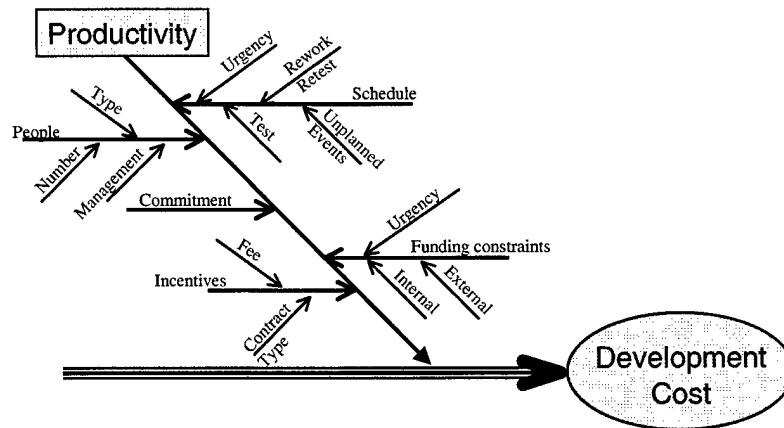 Productivity
Urgency
Rework
Retest
Schedule
Type
Test
Unplanned
Events
People
Number
Management
Commitment
Urgency
Funding constraints
Fee
Incentives
Internal
External
Contract
Type
Development
Cost